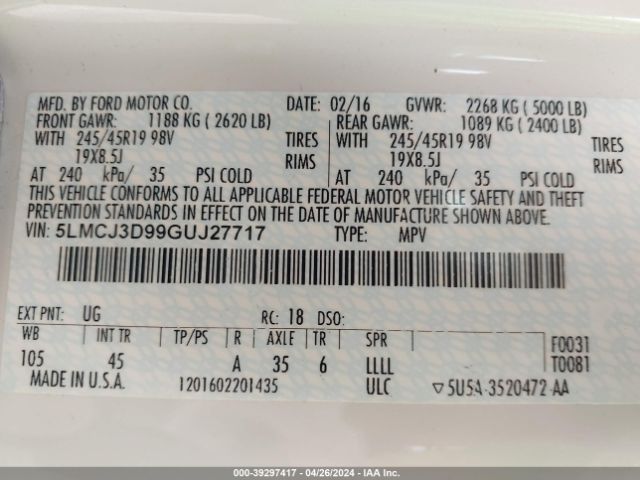 MFD. BY FORD MOTOR CO. DATE: 02/16 GVWR: 2268 KG ( 5000 LB)
FRONT GAWR: 1188 KG ( 2620 LB) REAR GAWR: 1089 KG ( 2400 LB)
WITH 245/45R19 98V TIRES WITH 245/45R19 98V TIRES
19X8.5J RIMS 19X8.5J RIMS
AT 240 kPa/ 35 PSI COLD AT 240 kPa/ 35 PSI COLD
THIS VEHICLE CONFORMS TO ALL APPLICABLE FEDERAL MOTOR VEHICLE SAFETY AND THEFT
PREVENTION STANDARDS IN EFFECT ON THE DATE OF MANUFACTURE SHOWN ABOVE.
VIN: 5LMCJ3D99GUJ27717 TYPE: MPV
EXT PNT: UG RC: 18 DSO:
WB INT TR TP/PS R AXLE TR SPR F0031
105 45 A 35 6 LLLL T0081
MADE IN U.S.A. 1201602201435 ULC ▽5U5A-3520472-AA
000-39297417 - 04/26/2024 - IAAI.COM